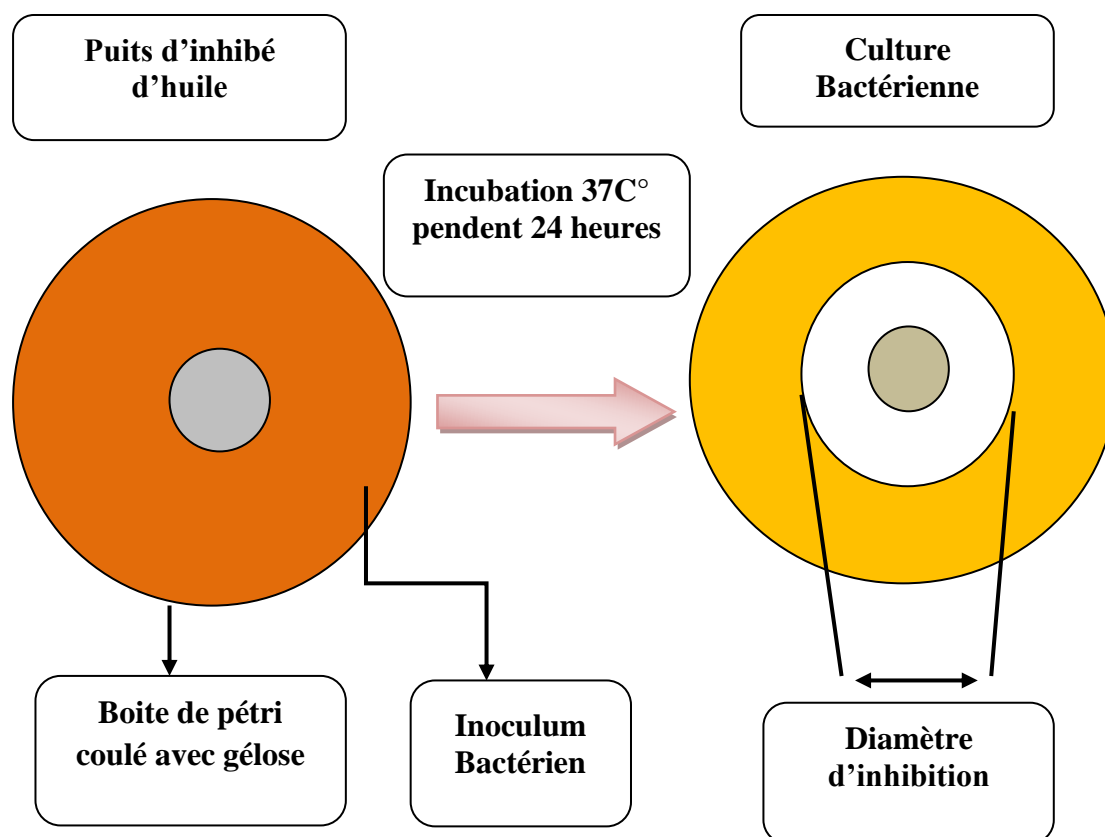 Puits d’inhibé
d’huile
Culture
Bactérienne
Incubation 37C°
pendent 24 heures
Boite de pétri
coulé avec gélose
Inoculum
Bactérien
Diamètre
d’inhibition